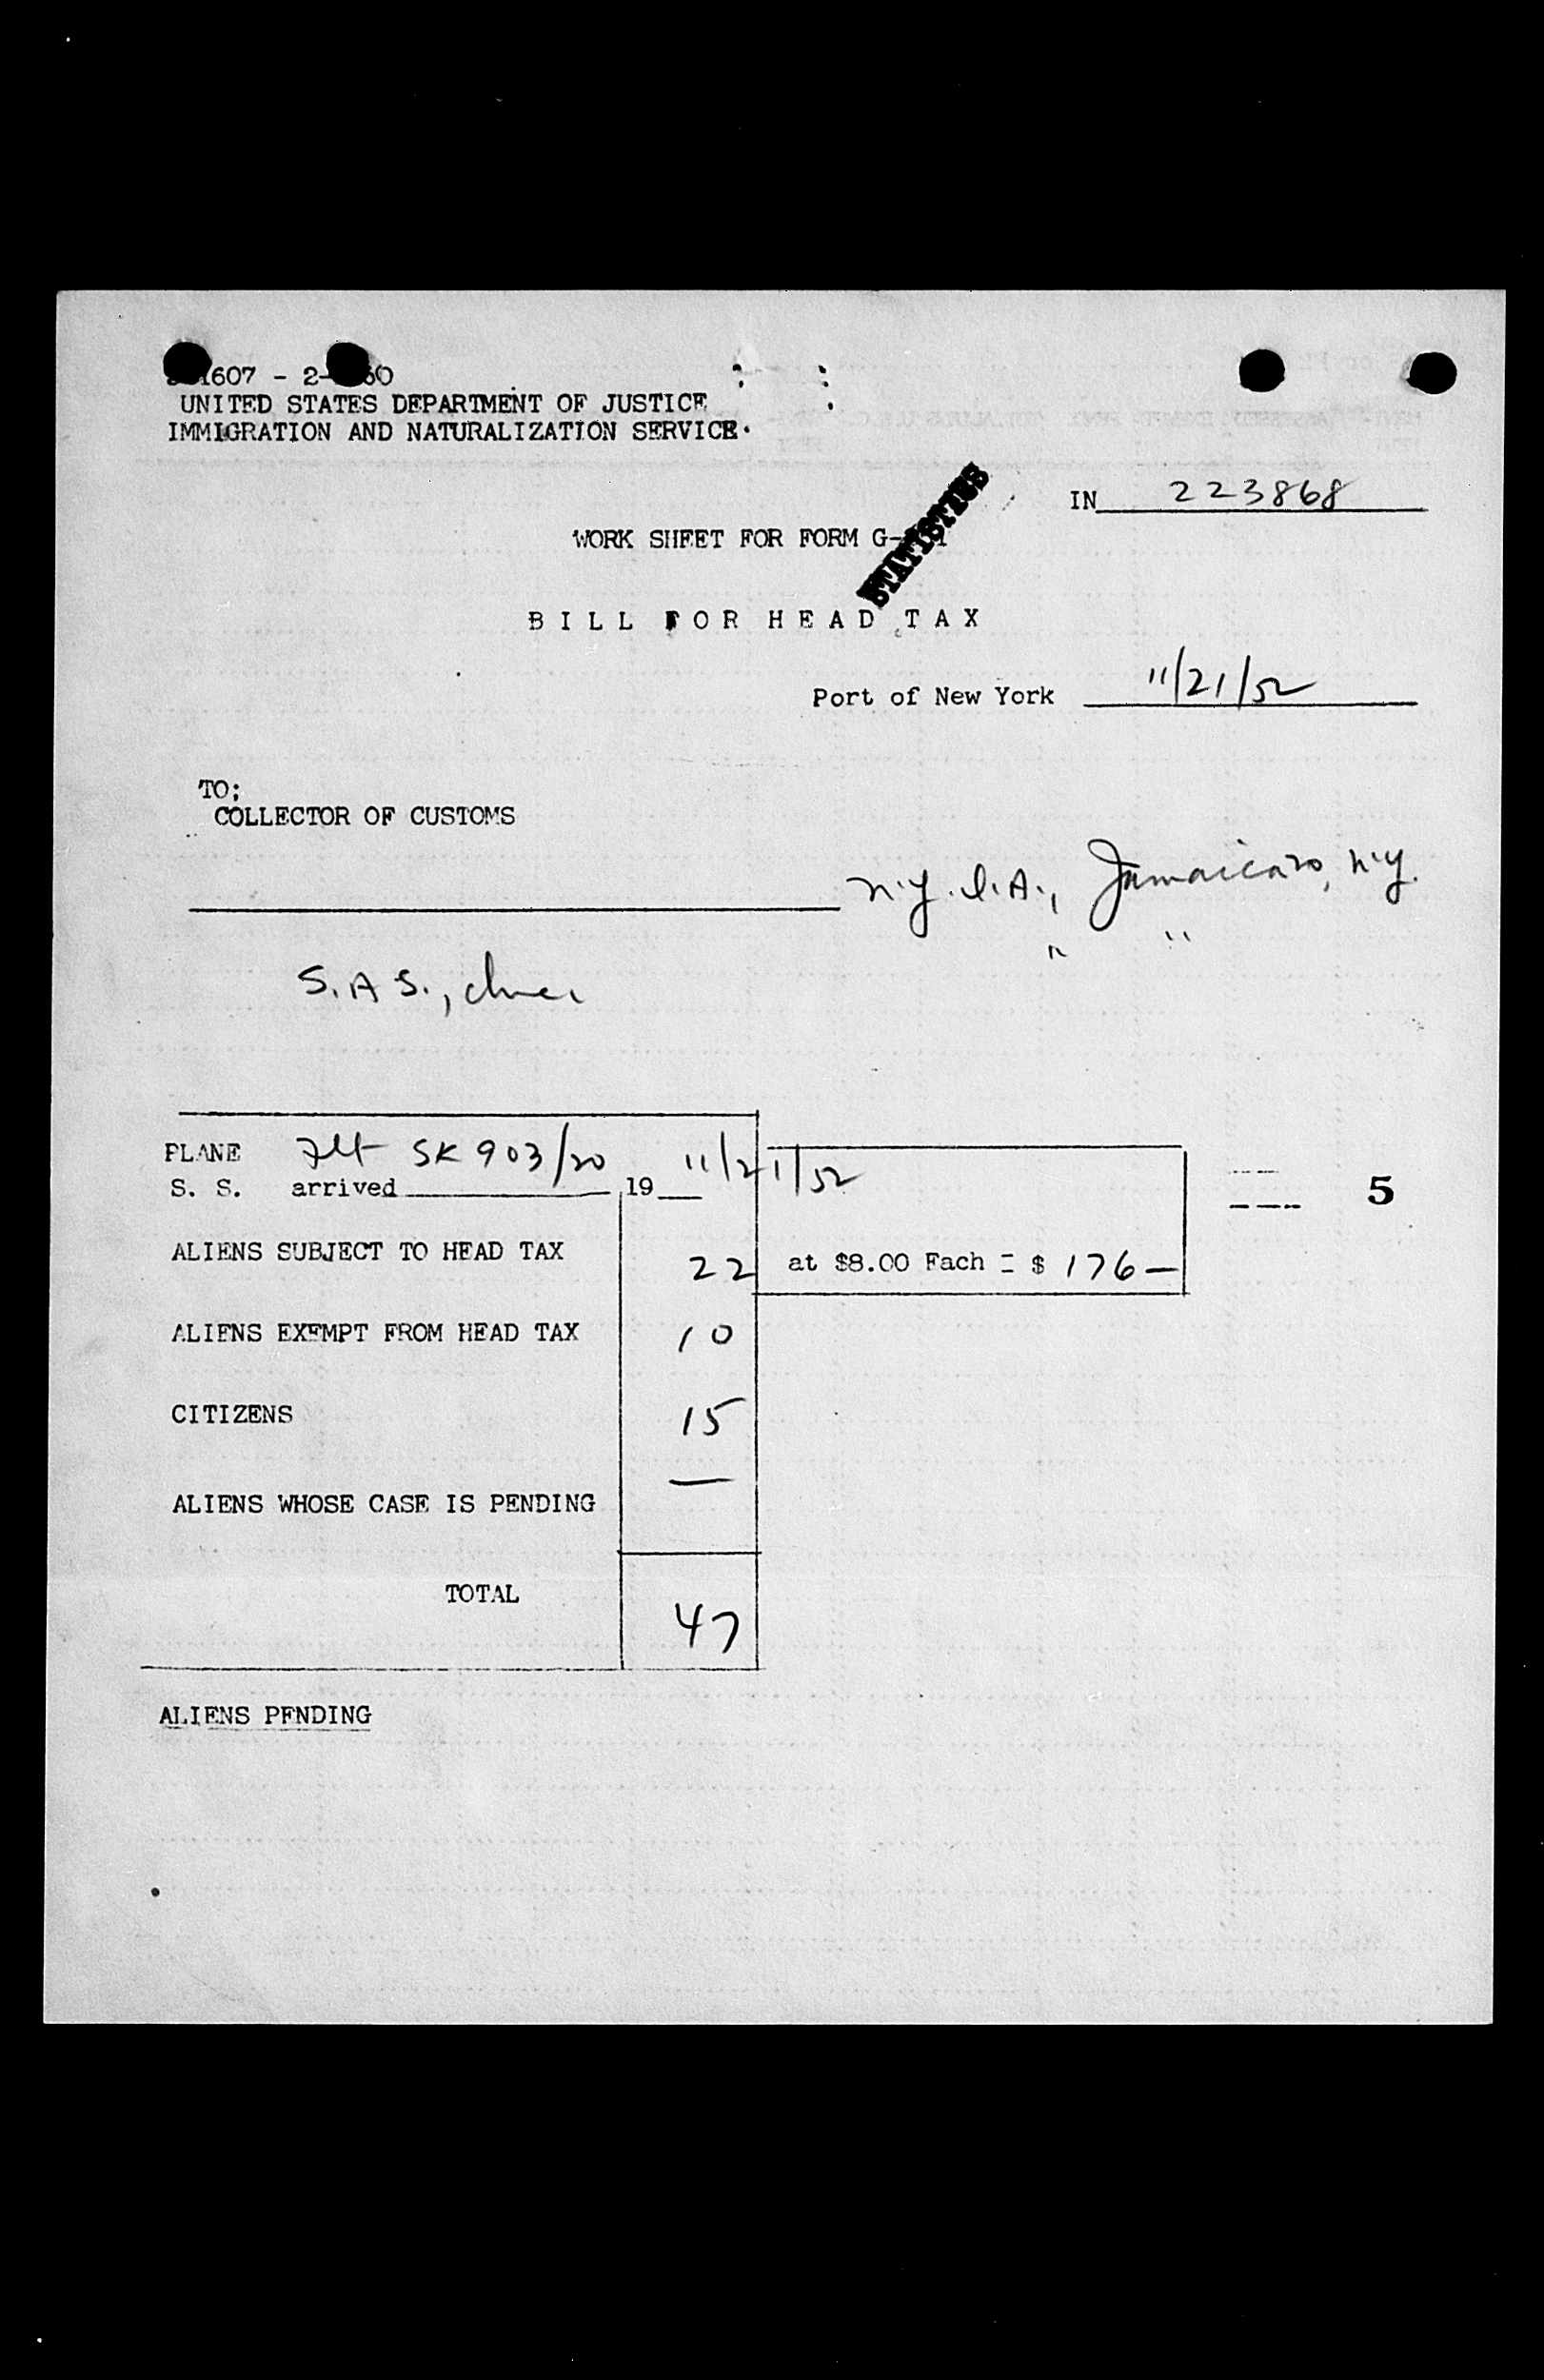 1607 - 2-
UNITED STATES DEPARTMENT OF JUSTICE
IMMIGRATION AND NATURALIZATION SERVICE.
IN 223868
STATISTICS
WORK SHEET FOR FORM G-
BILL FOR HEAD TAX
Port of New York 11/21/52
TO;
COLLECTOR OF CUSTOMS
N.Y.I.A., Jamaica 20, N.Y.
" "
S.A.S.,
PLANE Flt SK 903/20 11/21/52
S. S. arrived 19
5
ALIENS SUBJECT TO HEAD TAX 22 at $8.00 Each = $ 176 —
ALIENS EXEMPT FROM HEAD TAX 10
CITIZENS 15
ALIENS WHOSE CASE IS PENDING —
TOTAL 47
ALIENS PENDING